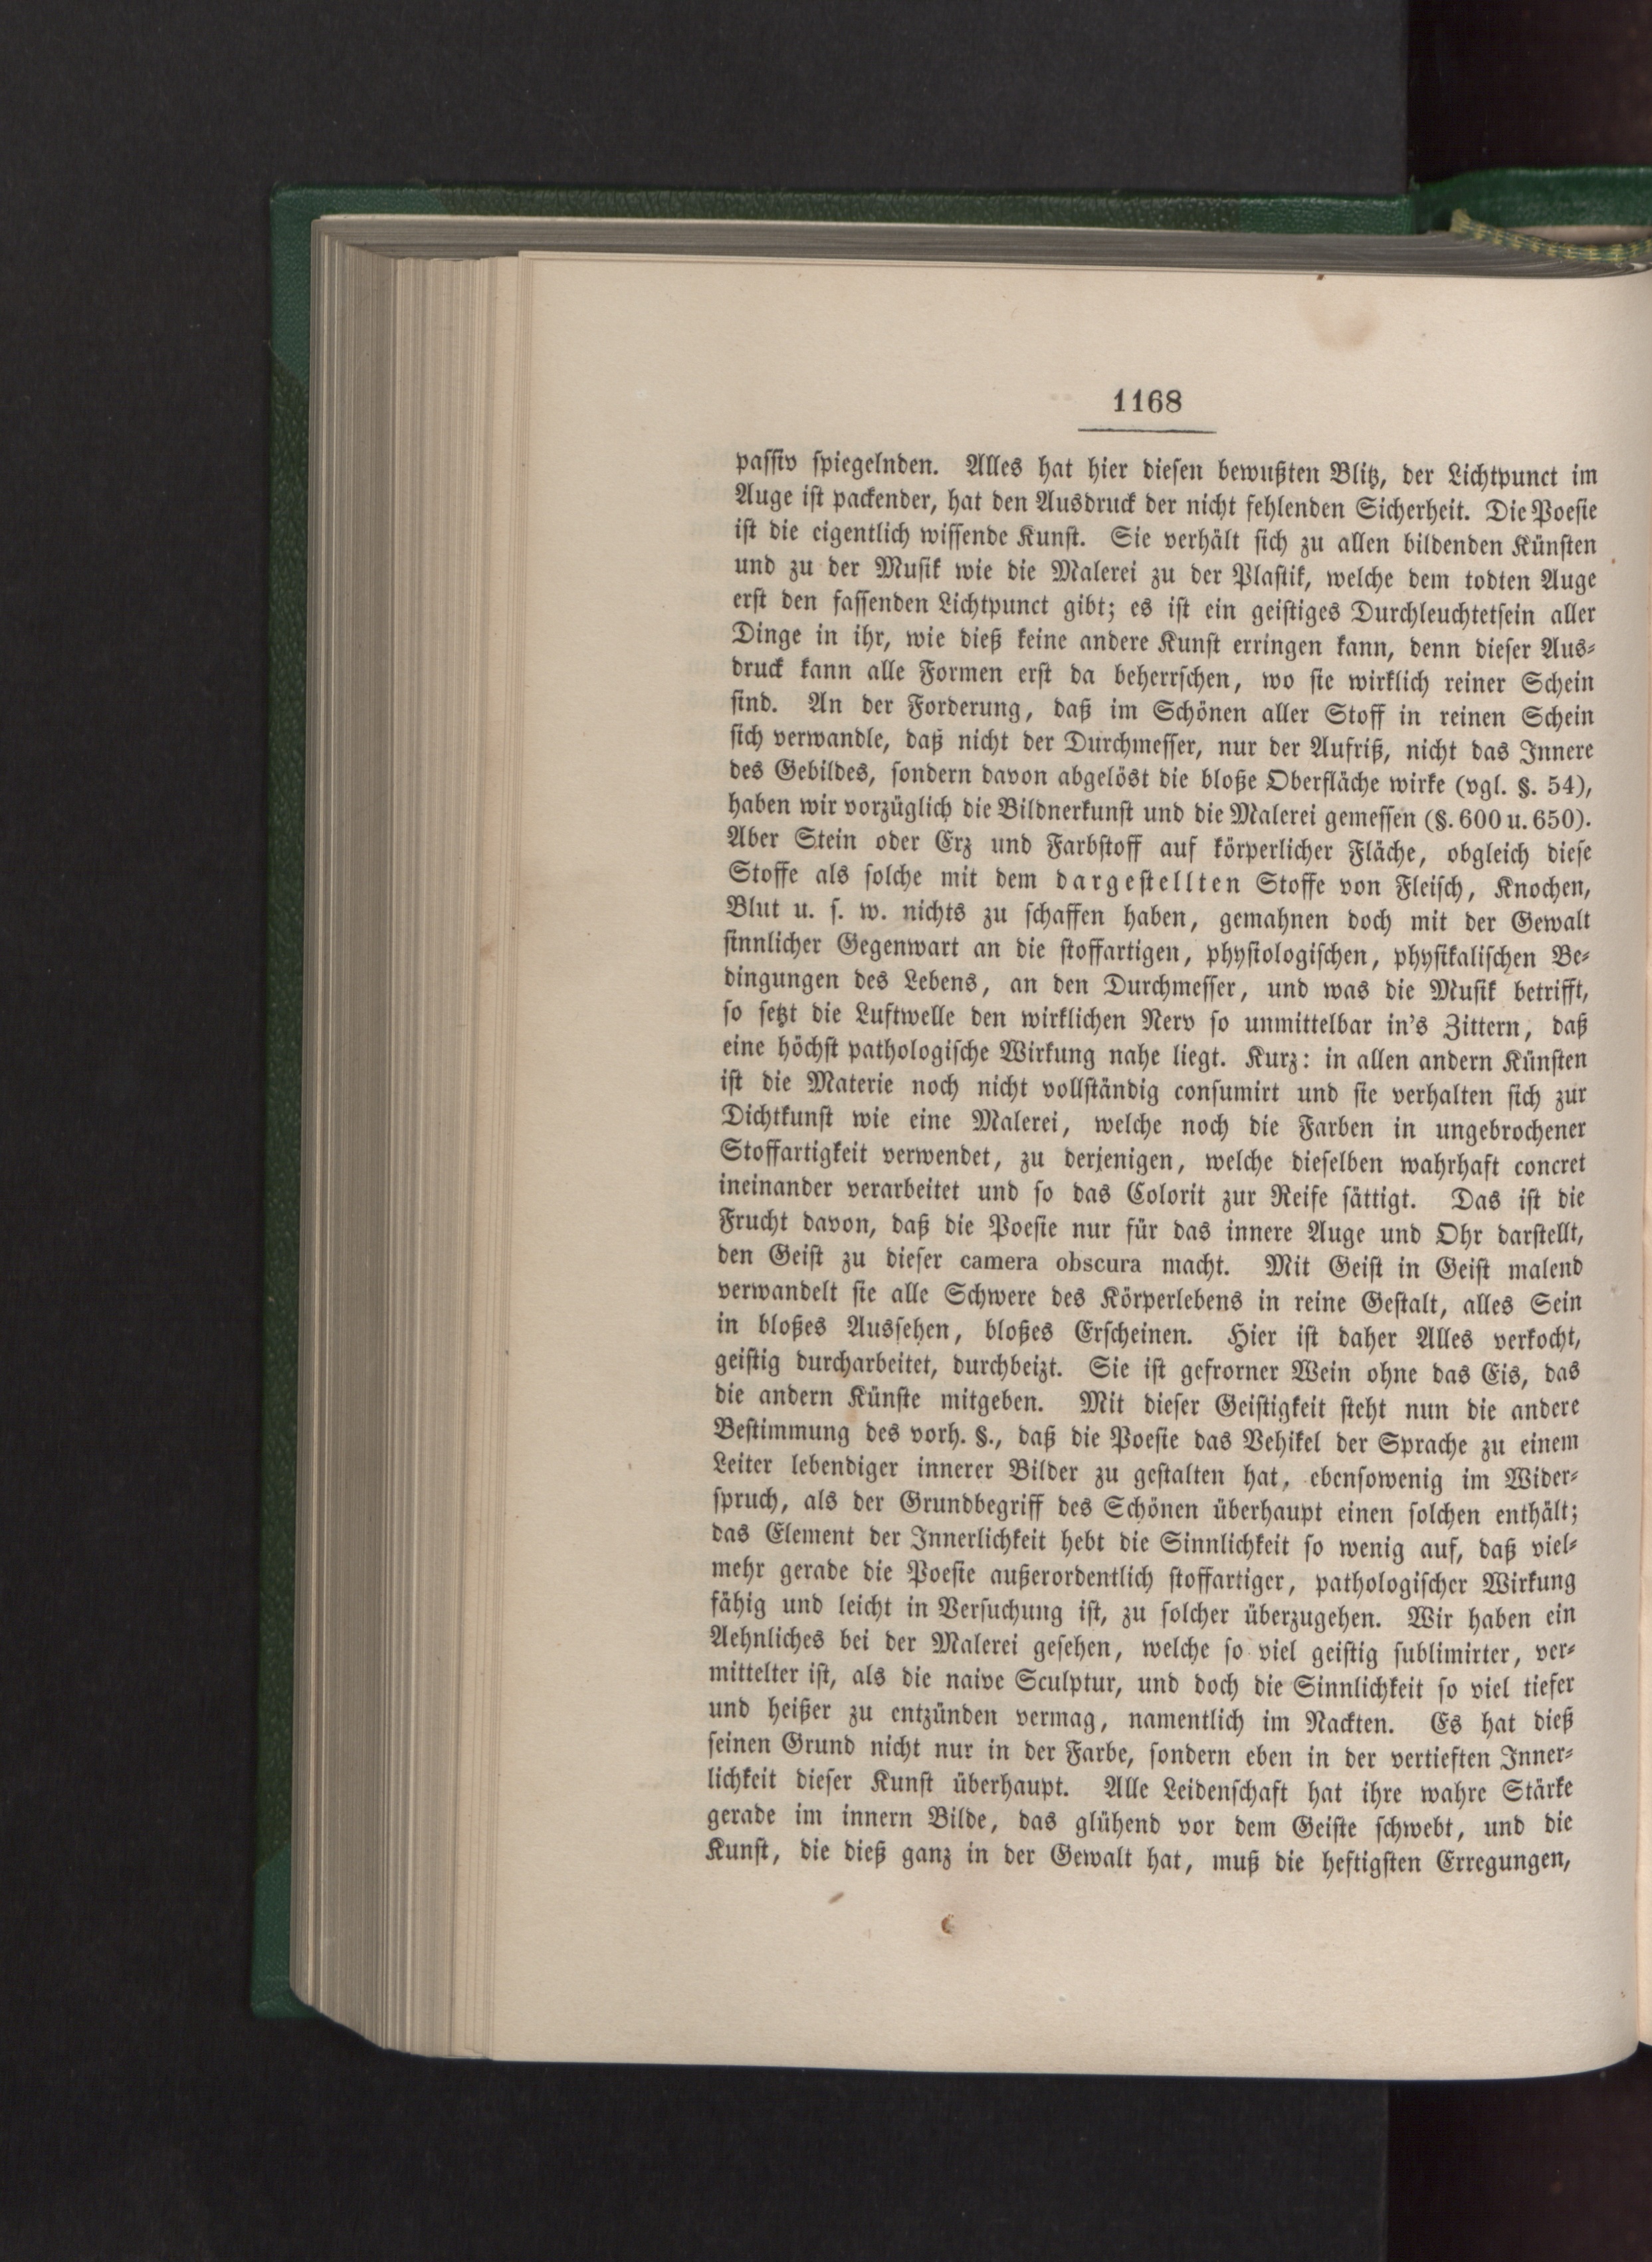 1168
passiv spiegelnden. Alles hat hier diesen bewußten Blitz, der Lichtpunct im
Auge ist packender, hat den Ausdruck der nicht fehlenden Sicherheit. Die Poesie
ist die eigentlich wissende Kunst. Sie verhält sich zu allen bildenden Künsten
und zu der Musik wie die Malerei zu der Plastik, welche dem todten Auge
erst den fassenden Lichtpunct gibt; es ist ein geistiges Durchleuchtetsein aller
Dinge in ihr, wie dieß keine andere Kunst erringen kann, denn dieser Aus-
druck kann alle Formen erst da beherrschen, wo sie wirklich reiner Schein
sind. An der Forderung, daß im Schönen aller Stoff in reinen Schein
sich verwandle, daß nicht der Durchmesser, nur der Aufriß, nicht das Innere
des Gebildes, sondern davon abgelöst die bloße Oberfläche wirke (vgl. §. 54),
haben wir vorzüglich die Bildnerkunst und die Malerei gemessen (§. 600 u. 650).
Aber Stein oder Erz und Farbstoff auf körperlicher Fläche, obgleich diese
Stoffe als solche mit dem dargestellten Stoffe von Fleisch, Knochen,
Blut u. s. w. nichts zu schaffen haben, gemahnen doch mit der Gewalt
sinnlicher Gegenwart an die stoffartigen, physiologischen, physikalischen Be-
dingungen des Lebens, an den Durchmesser, und was die Musik betrifft,
so setzt die Luftwelle den wirklichen Nerv so unmittelbar in's Zittern, daß
eine höchst pathologische Wirkung nahe liegt. Kurz: in allen andern Künsten
ist die Materie noch nicht vollständig consumirt und sie verhalten sich zur
Dichtkunst wie eine Malerei, welche noch die Farben in ungebrochener
Stoffartigkeit verwendet, zu derjenigen, welche dieselben wahrhaft concret
ineinander verarbeitet und so das Colorit zur Reife sättigt. Das ist die
Frucht davon, daß die Poesie nur für das innere Auge und Ohr darstellt,
den Geist zu dieser camera obscura macht. Mit Geist in Geist malend
verwandelt sie alle Schwere des Körperlebens in reine Gestalt, alles Sein
in bloßes Aussehen, bloßes Erscheinen. Hier ist daher Alles verkocht,
geistig durcharbeitet, durchbeizt. Sie ist gefrorner Wein ohne das Eis, das
die andern Künste mitgeben. Mit dieser Geistigkeit steht nun die andere
Bestimmung des vorh. §., daß die Poesie das Vehikel der Sprache zu einem
Leiter lebendiger innerer Bilder zu gestalten hat, ebensowenig im Wider-
spruch, als der Grundbegriff des Schönen überhaupt einen solchen enthält;
das Element der Innerlichkeit hebt die Sinnlichkeit so wenig auf, daß viel-
mehr gerade die Poesie außerordentlich stoffartiger, pathologischer Wirkung
fähig und leicht in Versuchung ist, zu solcher überzugehen. Wir haben ein
Aehnliches bei der Malerei gesehen, welche so viel geistig sublimirter, ver-
mittelter ist, als die naive Sculptur, und doch die Sinnlichkeit so viel tiefer
und heißer zu entzünden vermag, namentlich im Nackten. Es hat dieß
seinen Grund nicht nur in der Farbe, sondern eben in der vertieften Inner-
lichkeit dieser Kunst überhaupt. Alle Leidenschaft hat ihre wahre Stärke
gerade im innern Bilde, das glühend vor dem Geiste schwebt, und die
Kunst, die dieß ganz in der Gewalt hat, muß die heftigsten Erregungen,